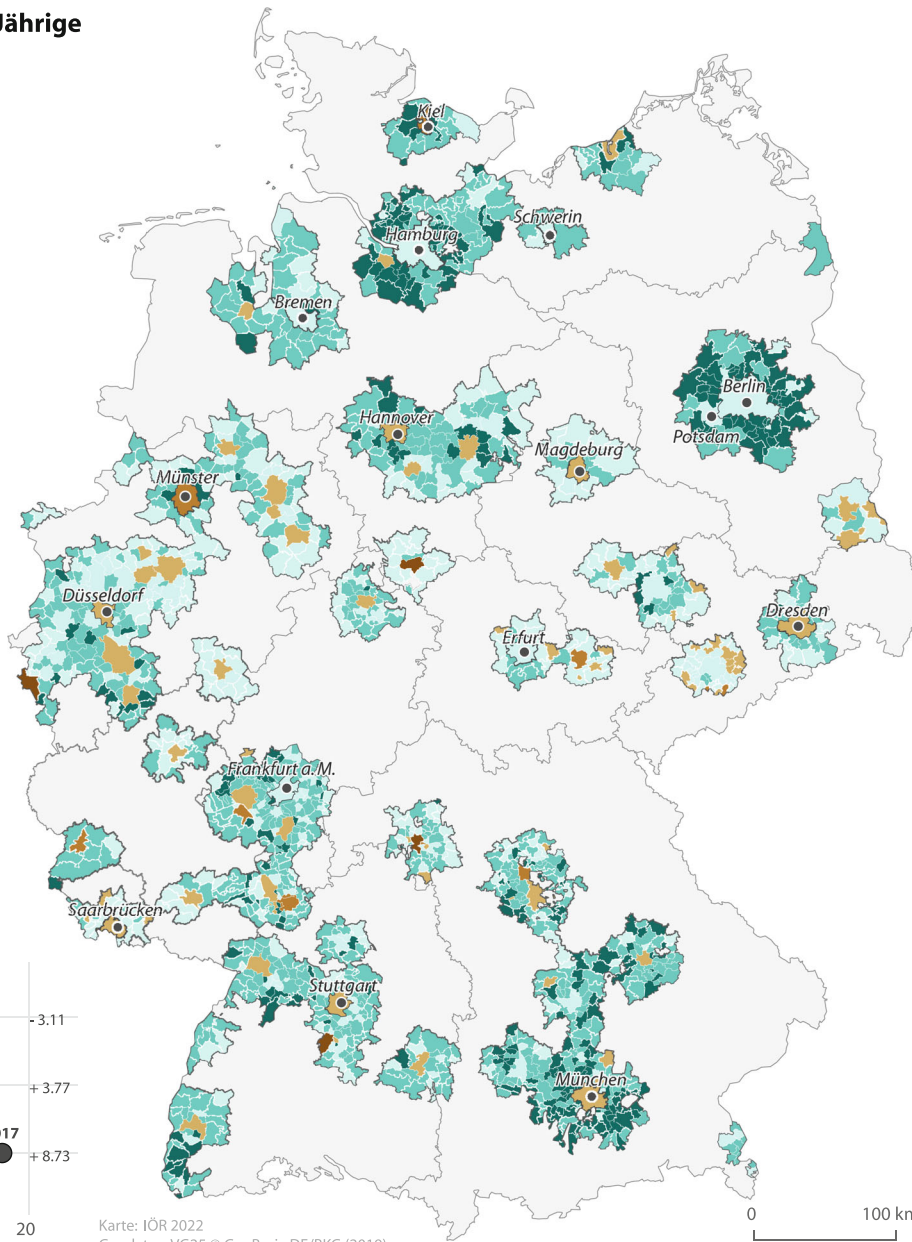 Jährige
Kiel
Schwerin
Hamburg
Bremen
Berlin
Hannover
Potsdam
Magdeburg
Münster
Düsseldorf
Dresden
Erfurt
Frankfurt a.M.
Saarbrücken
Stuttgart
- 3.11
München
+ 3.77
+ 8.73
0 100 km
20
Karte: IÖR 2022